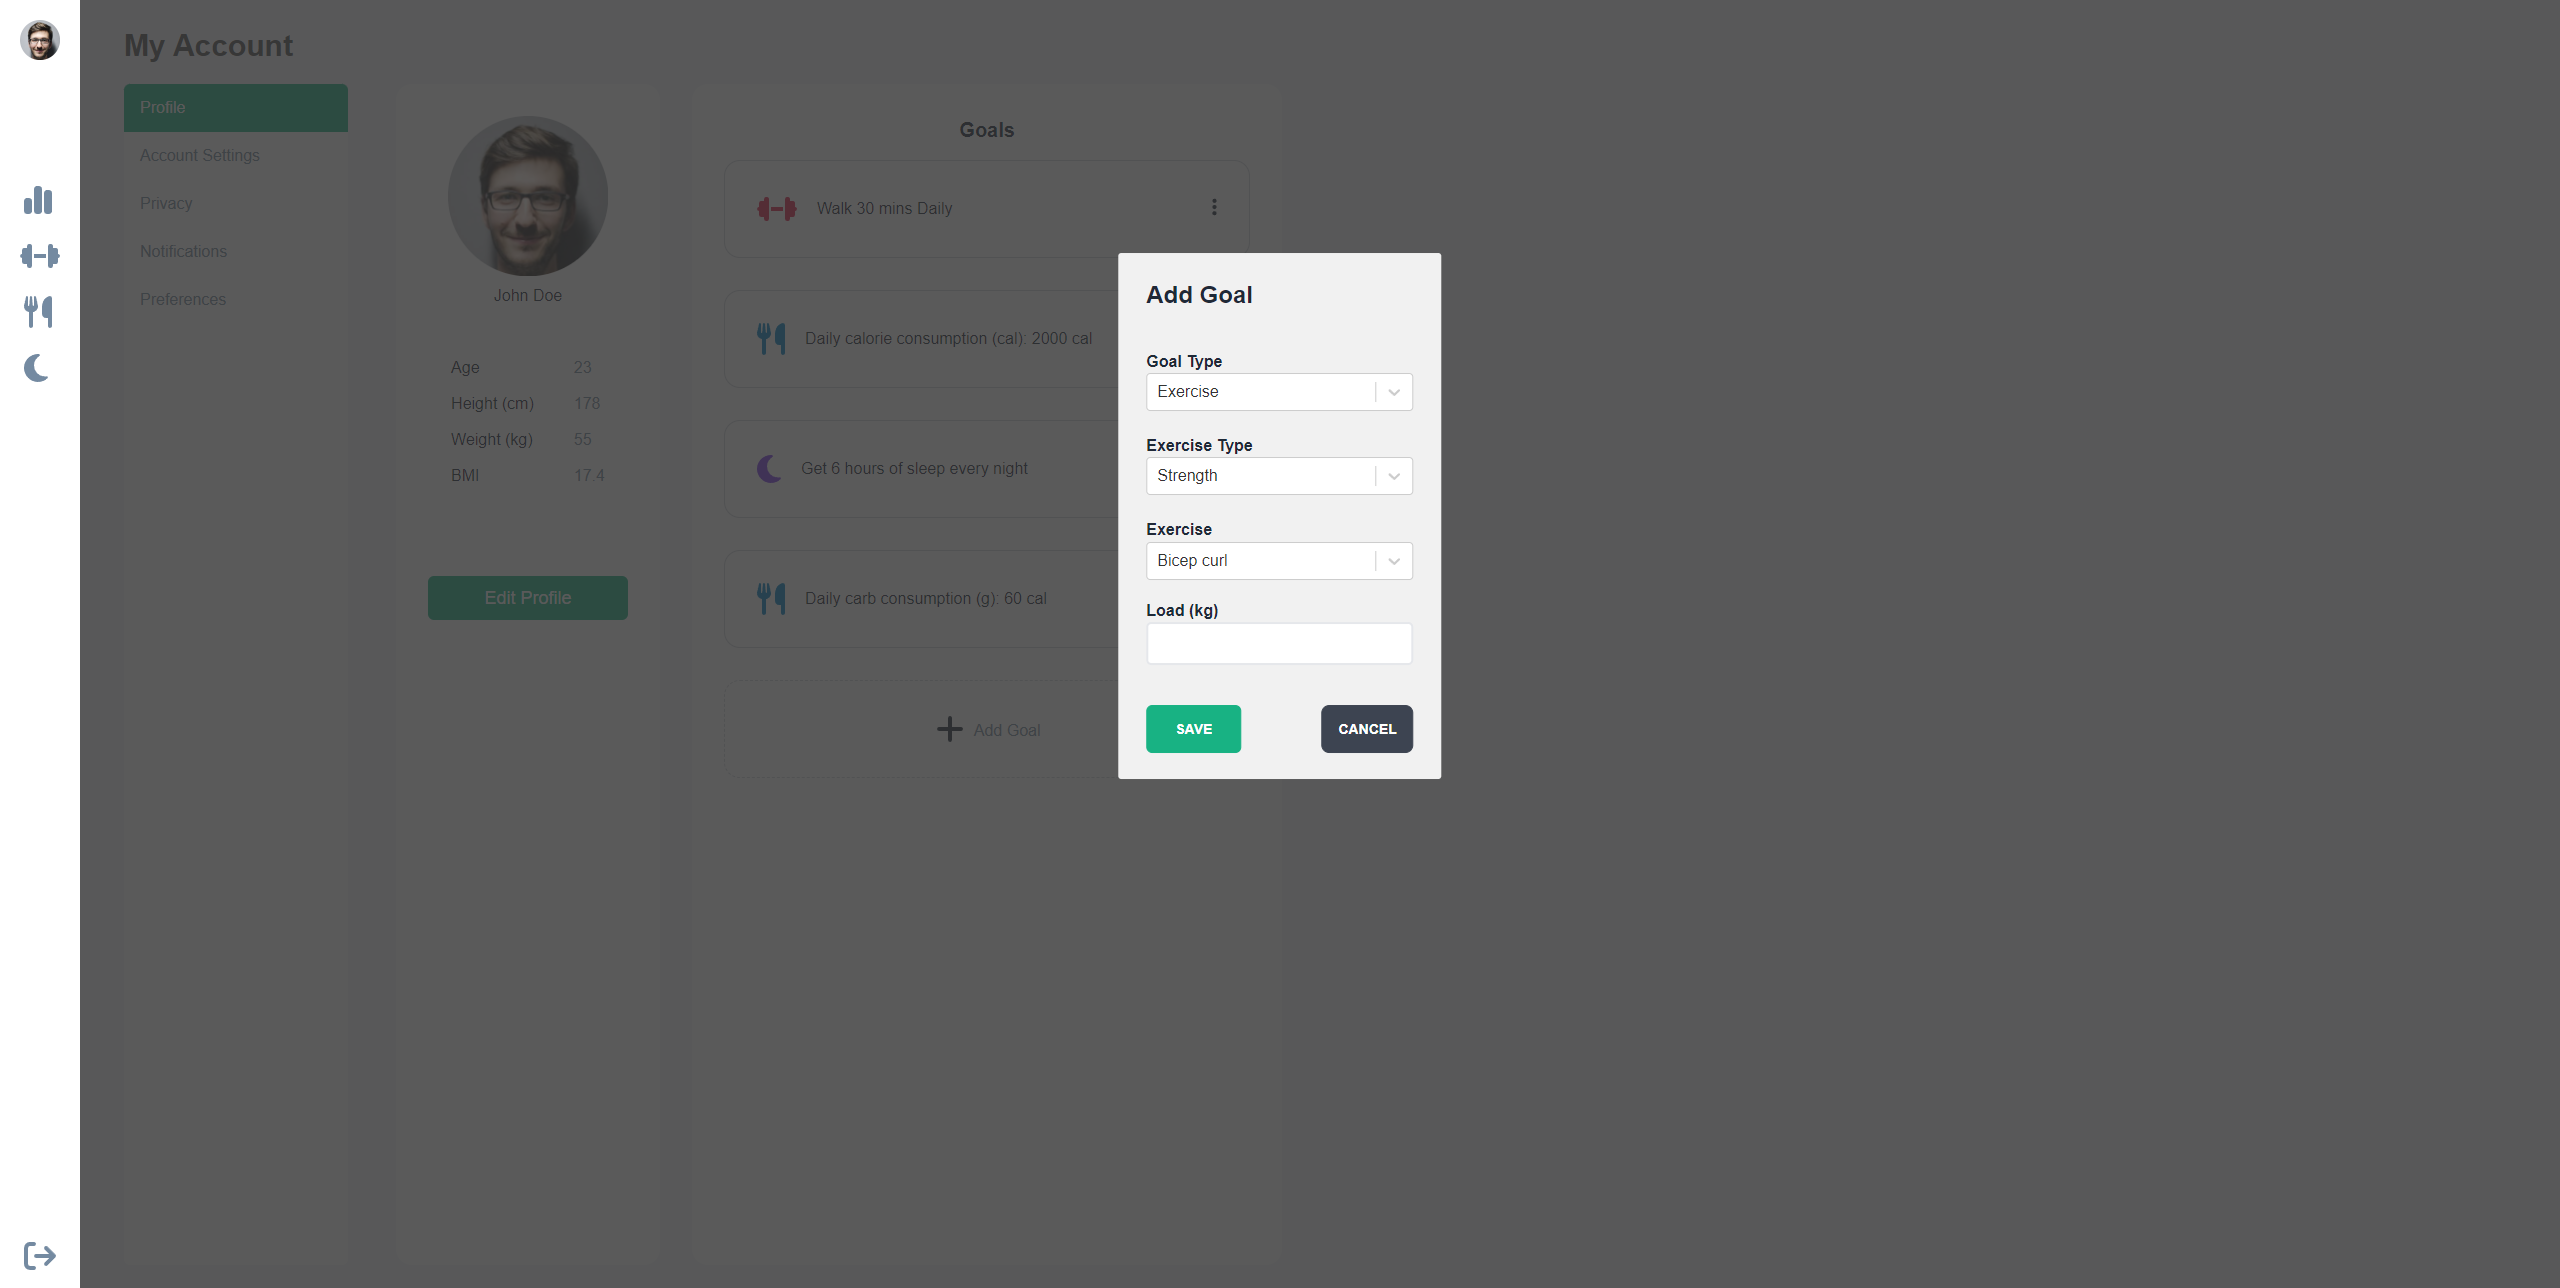 My Account
Profile
Account Settings
Privacy
Notifications
Preferences
John Doe
Age 23
Height (cm) 178
Weight (kg) 55
BMI 17.4
Edit Profile
Goals
Walk 30 mins Daily
Daily calorie consumption (cal): 2000 cal
Get 6 hours of sleep every night
Daily carb consumption (g): 60 cal
Add Goal
Add Goal
Goal Type
Exercise
Exercise Type
Strength
Exercise
Bicep curl
Load (kg)
SAVE CANCEL